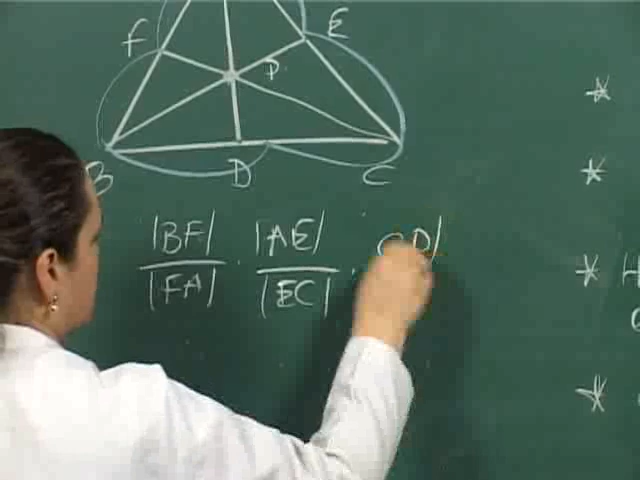 F
E
P
B
D
C
|BF| · |AE| · CD|
|FA| |EC|
*
*
* H
*